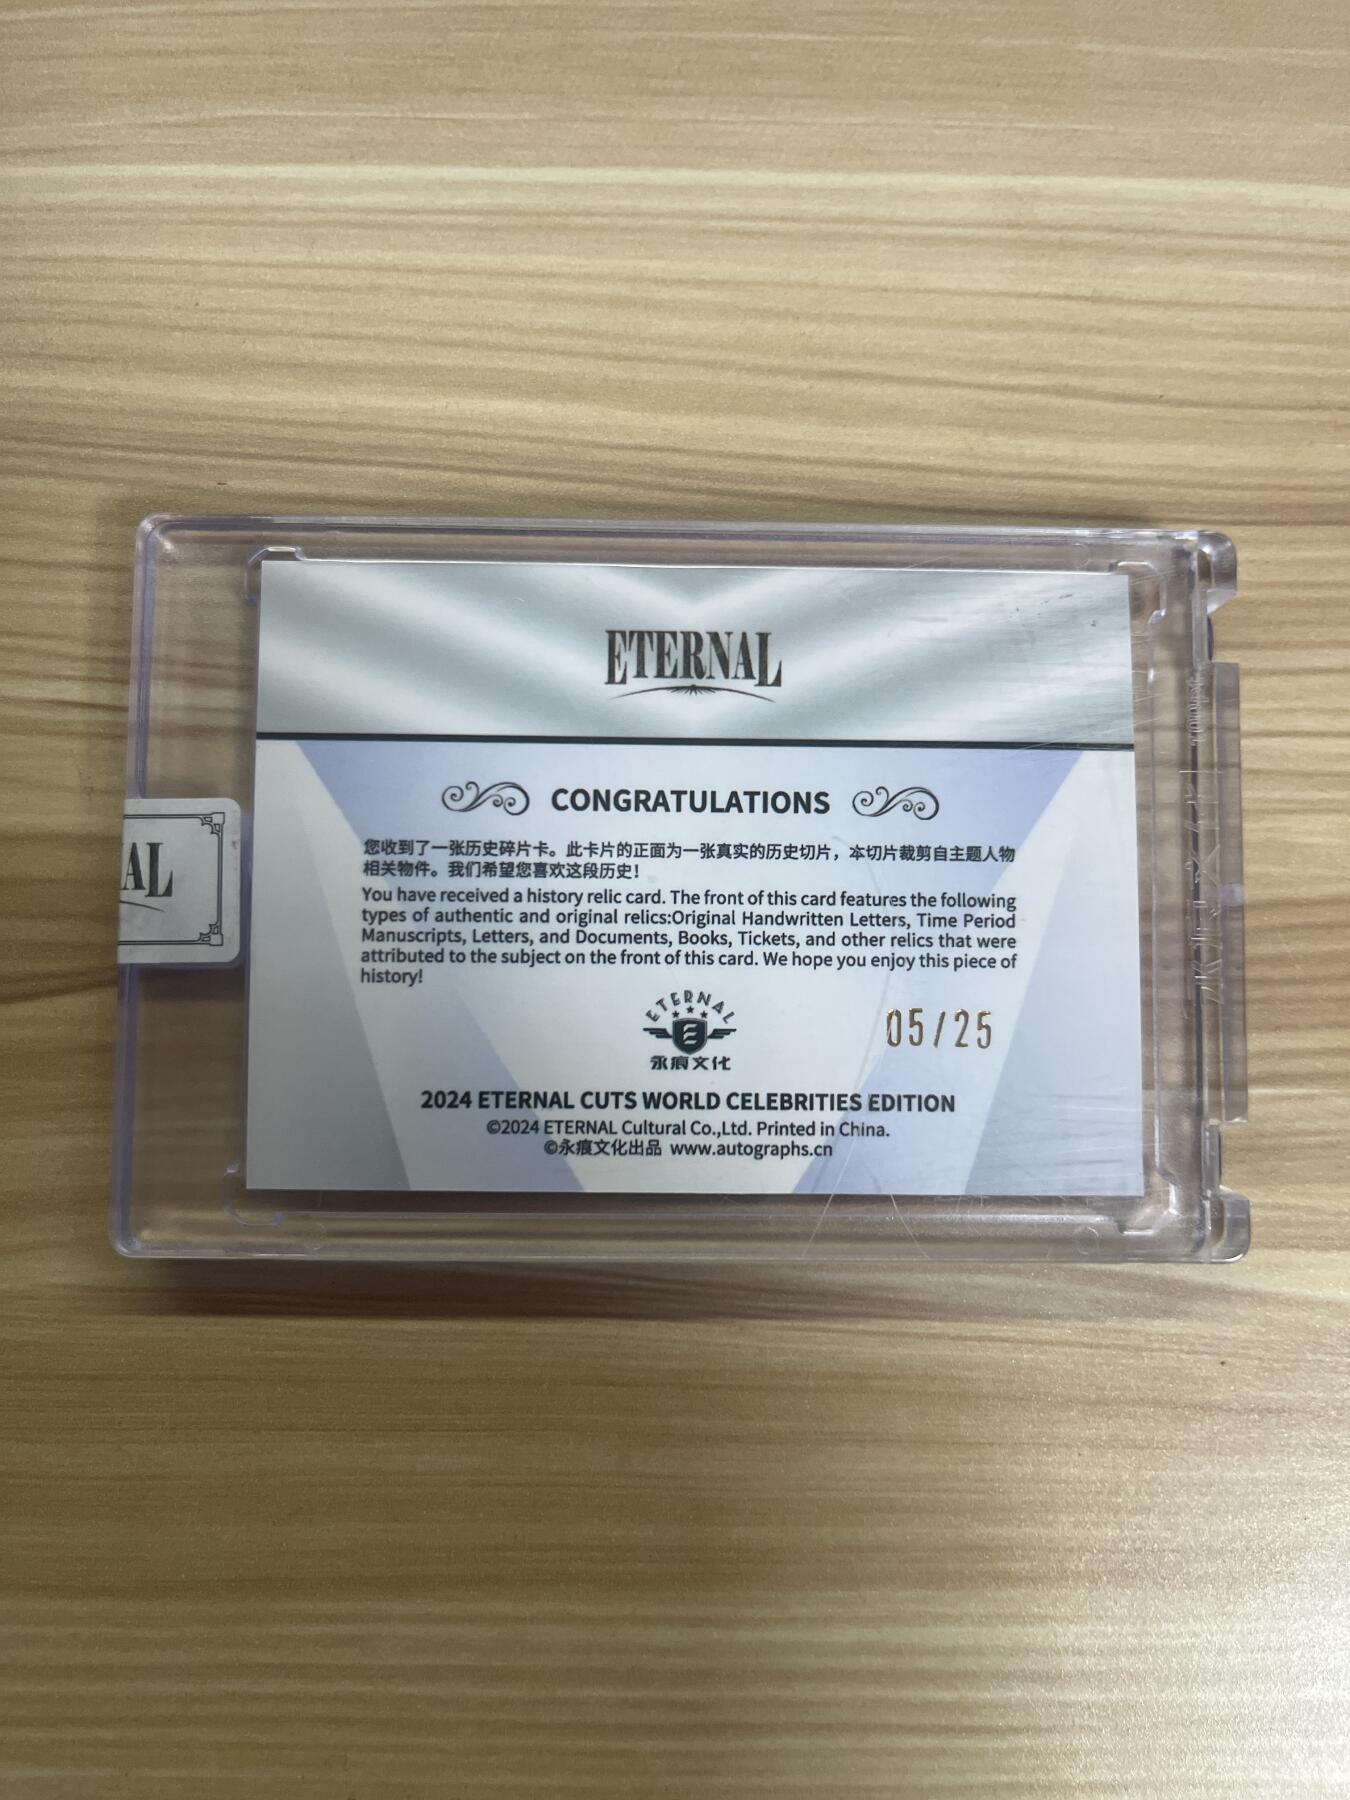 ETERNAL
CONGRATULATIONS
您收到了一张历史碎片卡。此卡片的正面为一张真实的历史切片，本切片裁剪自主题人物
相关物件。我们希望您喜欢这段历史！
You have received a history relic card. The front of this card features the following
types of authentic and original relics:Original Handwritten Letters, Time Period
Manuscripts, Letters, and Documents, Books, Tickets, and other relics that were
attributed to the subject on the front of this card. We hope you enjoy this piece of
history!
AL
ETERNAL
永痕文化
05/25
2024 ETERNAL CUTS WORLD CELEBRITIES EDITION
©2024 ETERNAL Cultural Co.,Ltd. Printed in China.
©永痕文化出品 www.autographs.cn